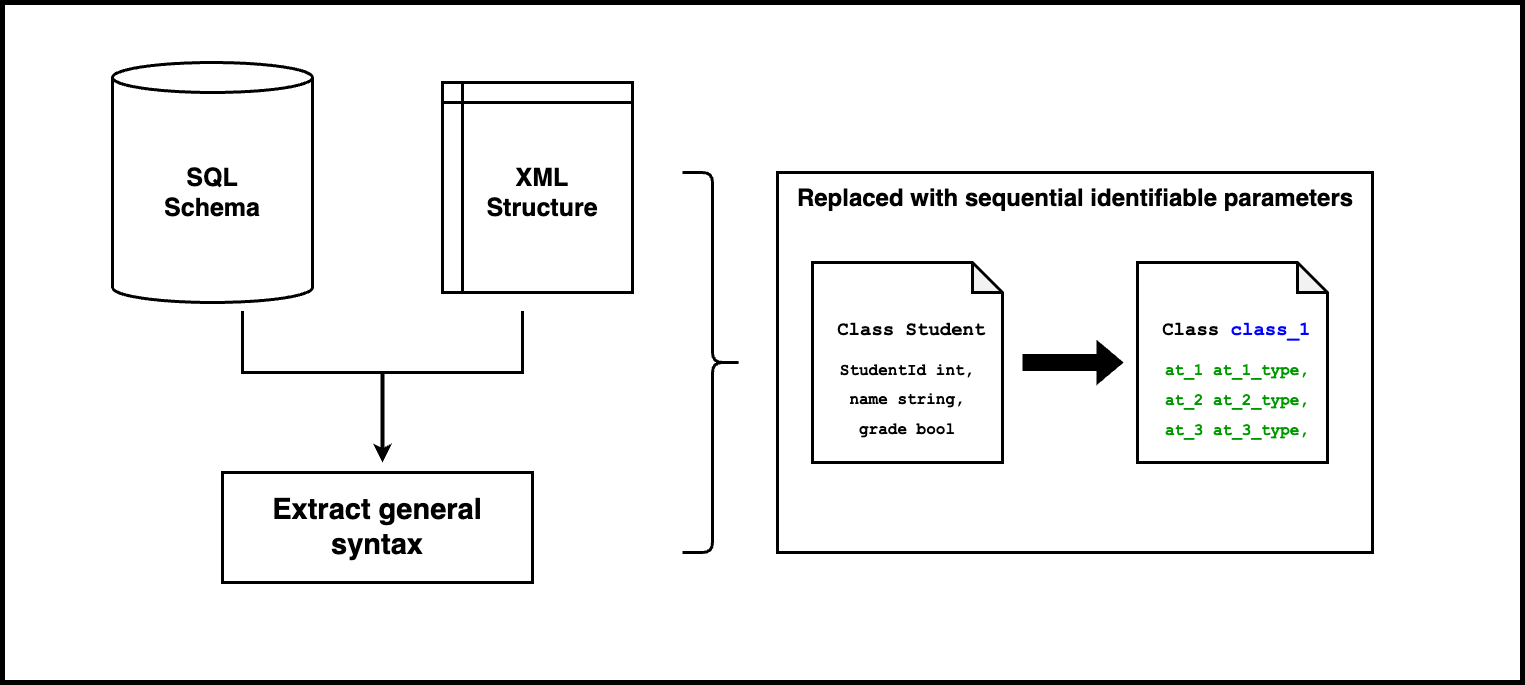 SQL
Schema
XML
Structure
Extract general
syntax
Replaced with sequential identifiable parameters
Class Student
StudentId int,
name string,
grade bool
Class class_1
at_1 at_1_type,
at_2 at_2_type,
at_3 at_3_type,